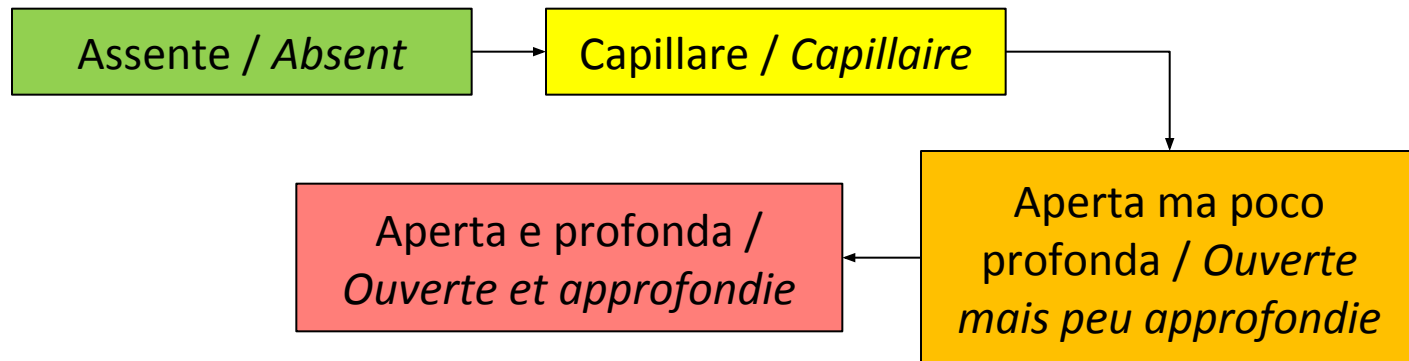 Assente / Absent
Capillare / Capillaire
Aperta ma poco
profonda / Ouverte
mais peu approfondie
Aperta e profonda /
Ouverte et approfondie